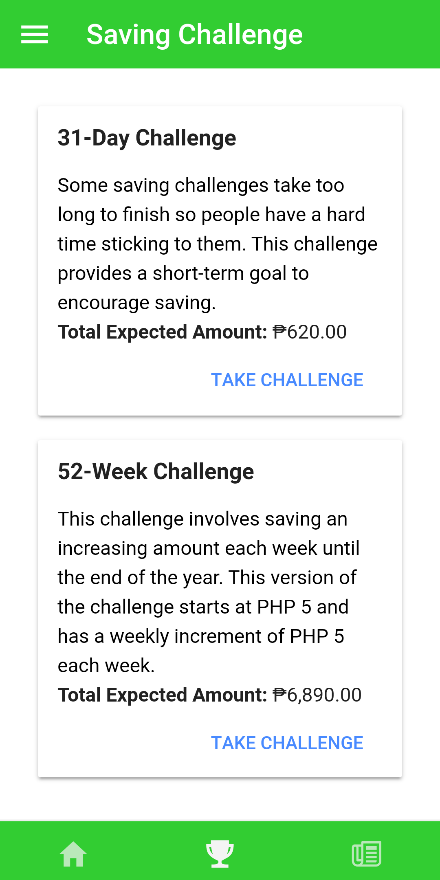 Saving Challenge
31-Day Challenge
Some saving challenges take too
long to finish so people have a hard
time sticking to them. This challenge
provides a short-term goal to
encourage saving.
Total Expected Amount: ₱620.00
TAKE CHALLENGE
52-Week Challenge
This challenge involves saving an
increasing amount each week until
the end of the year. This version of
the challenge starts at PHP 5 and
has a weekly increment of PHP 5
each week.
Total Expected Amount: ₱6,890.00
TAKE CHALLENGE